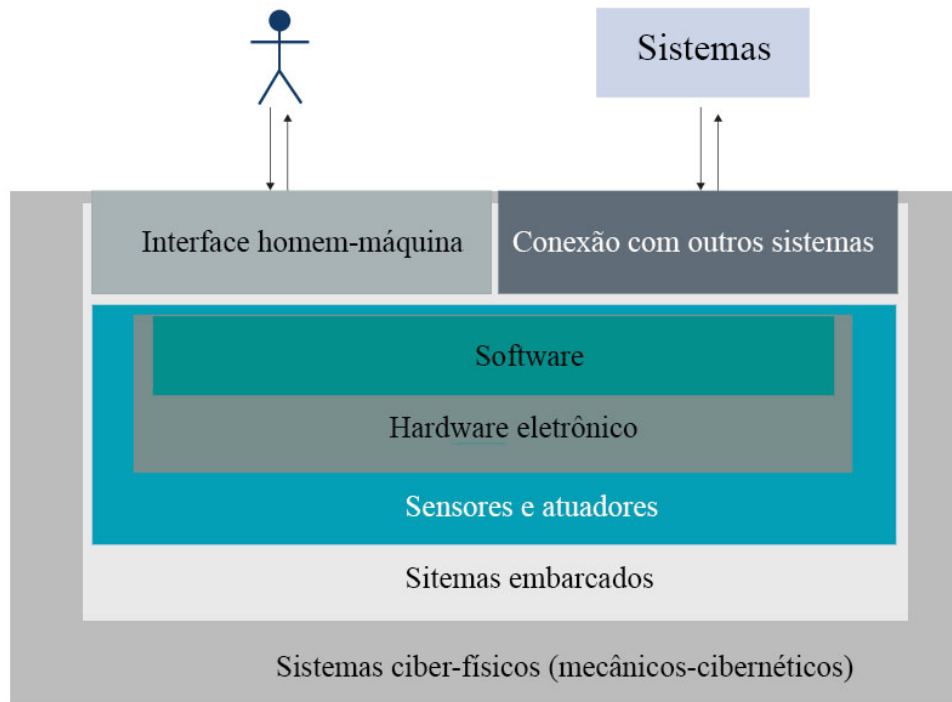 Sistemas
Interface homem-máquina
Conexão com outros sistemas
Software
Hardware eletrônico
Sensores e atuadores
Sitemas embarcados
Sistemas ciber-físicos (mecânicos-cibernéticos)